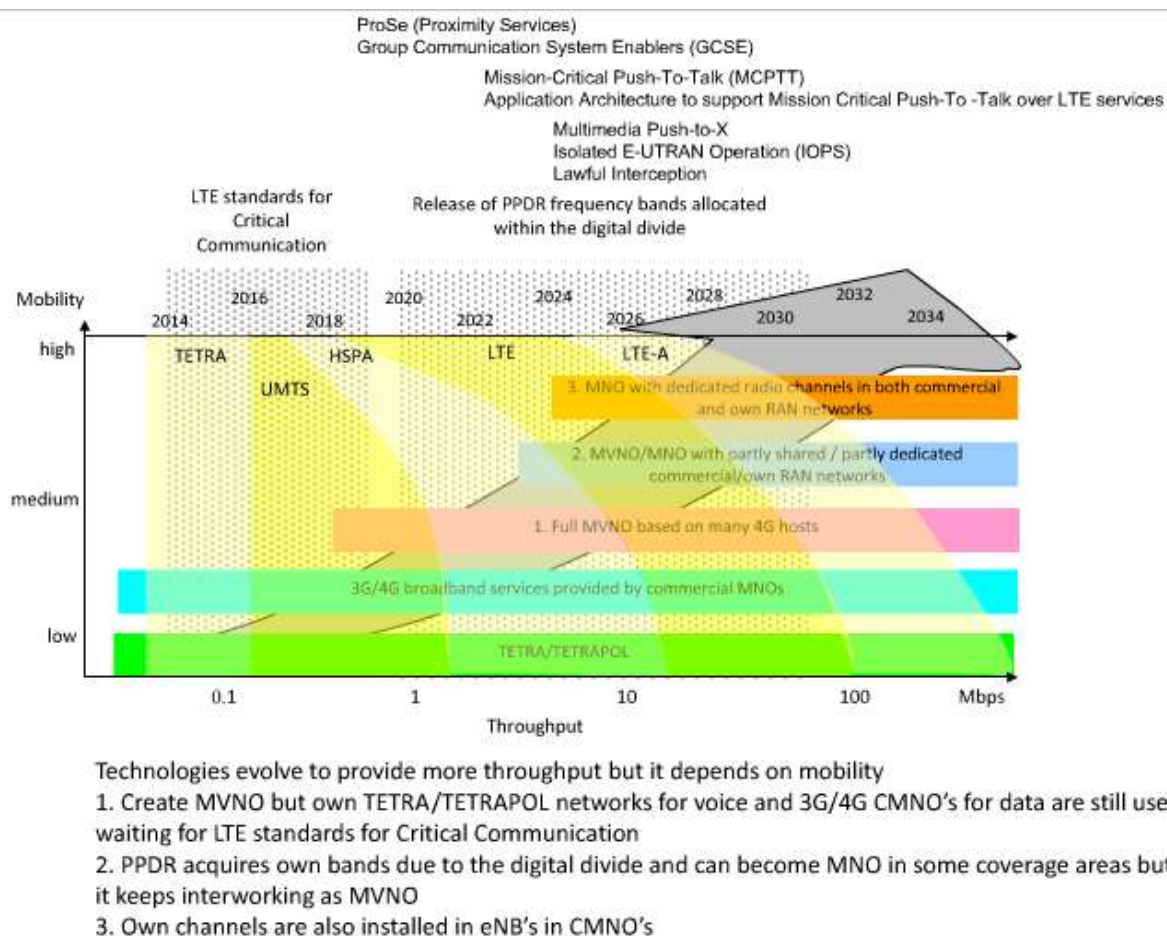 ProSe (Proximity Services)
Group Communication System Enablers (GCSE)
Mission-Critical Push-To-Talk (MCPTT)
Application Architecture to support Mission Critical Push-To -Talk over LTE services
Multimedia Push-to-X
Isolated E-UTRAN Operation (IOPS)
Lawful Interception
LTE standards for
Critical
Communication
Release of PPDR frequency bands allocated
within the digital divide
Mobility
2014
2016
2018
2020
2022
2024
2026
2028
2030
2032
2034
high
TETRA
UMTS
HSPA
LTE
LTE-A
3. MNO with dedicated radio channels in both commercial
and own RAN networks
2. MVNO/MNO with partly shared / partly dedicated
commercial/own RAN networks
medium
1. Full MVNO based on many 4G hosts
3G/4G broadband services provided by commercial MNOs
low
TETRA/TETRAPOL
0.1
1
10
100
Mbps
Throughput
Technologies evolve to provide more throughput but it depends on mobility
1. Create MVNO but own TETRA/TETRAPOL networks for voice and 3G/4G CMNO's for data are still use
waiting for LTE standards for Critical Communication
2. PPDR acquires own bands due to the digital divide and can become MNO in some coverage areas but
it keeps interworking as MVNO
3. Own channels are also installed in eNB's in CMNO's